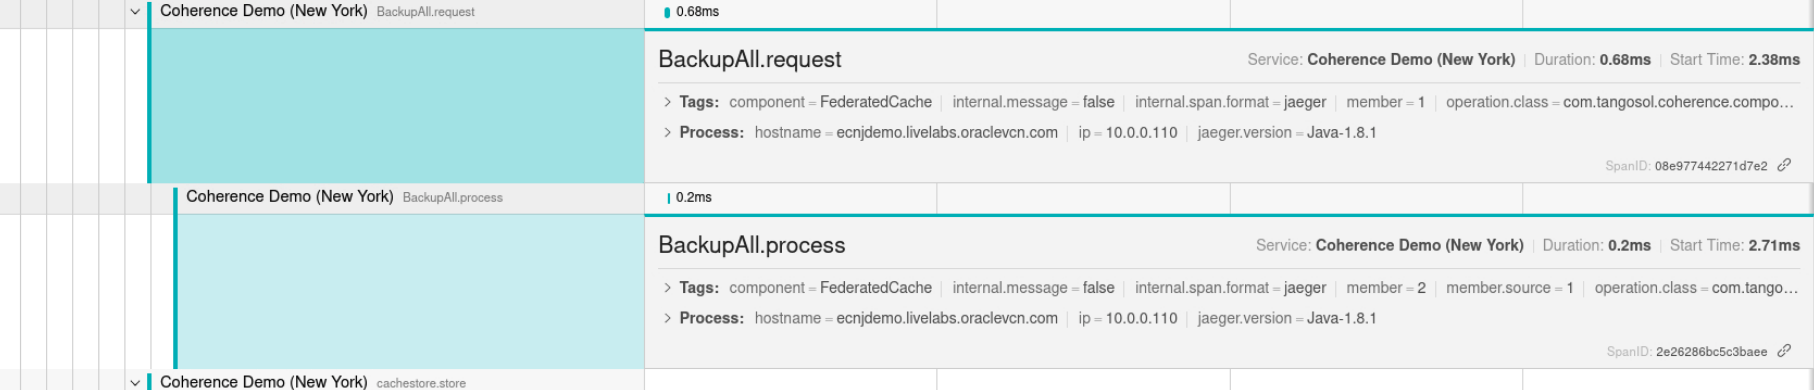 Coherence Demo (New York) BackupAll.request 0.68ms
BackupAll.request Service: Coherence Demo (New York) Duration: 0.68ms Start Time: 2.38ms
Tags: component = FederatedCache internal.message = false internal.span.format = jaeger member = 1 operation.class = com.tangosol.coherence.compo…
Process: hostname = ecnjdemo.livelabs.oraclevcn.com ip = 10.0.0.110 jaeger.version = Java-1.8.1
SpanID: 08e977442271d7e2
Coherence Demo (New York) BackupAll.process 0.2ms
BackupAll.process Service: Coherence Demo (New York) Duration: 0.2ms Start Time: 2.71ms
Tags: component = FederatedCache internal.message = false internal.span.format = jaeger member = 2 member.source = 1 operation.class = com.tango…
Process: hostname = ecnjdemo.livelabs.oraclevcn.com ip = 10.0.0.110 jaeger.version = Java-1.8.1
SpanID: 2e26286bc5c3baee
Coherence Demo (New York) cachestore.store